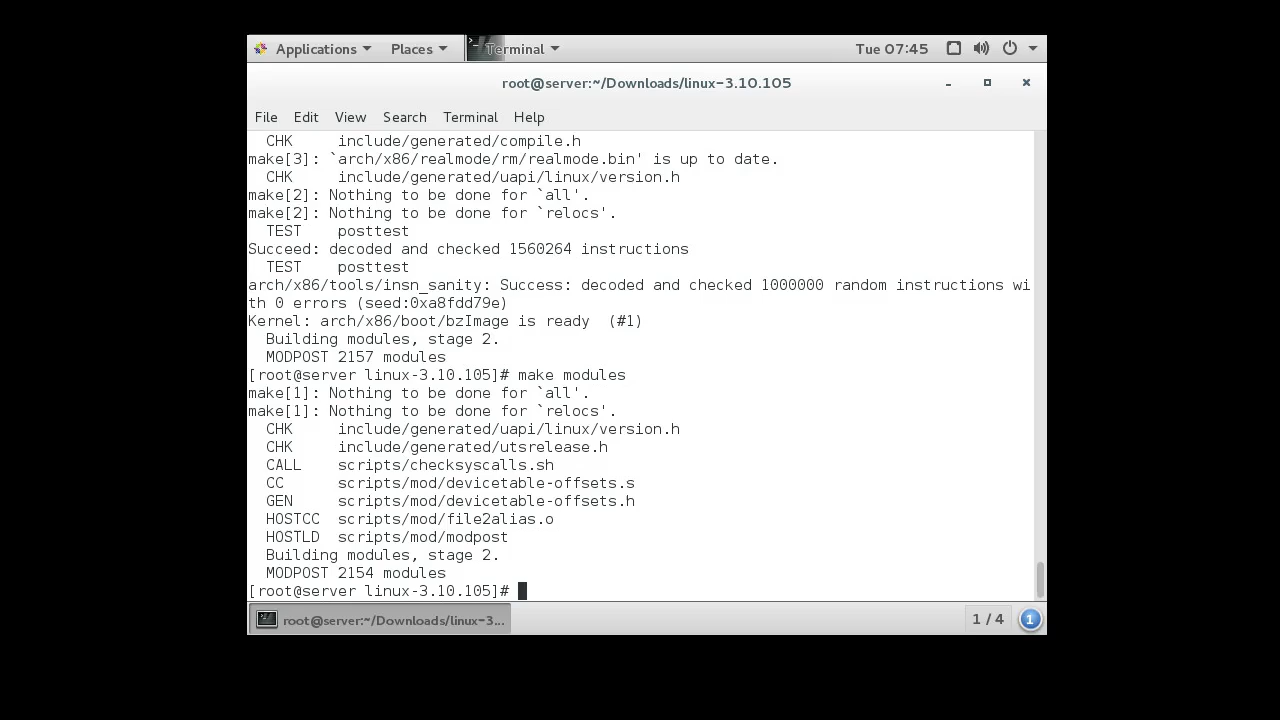 Applications Places Terminal Tue 07:45
root@server:~/Downloads/linux-3.10.105
File Edit View Search Terminal Help
CHK include/generated/compile.h
make[3]: `arch/x86/realmode/rm/realmode.bin' is up to date.
CHK include/generated/uapi/linux/version.h
make[2]: Nothing to be done for `all'.
make[2]: Nothing to be done for `relocs'.
TEST posttest
Succeed: decoded and checked 1560264 instructions
TEST posttest
arch/x86/tools/insn_sanity: Success: decoded and checked 1000000 random instructions wi
th 0 errors (seed:0xa8fdd79e)
Kernel: arch/x86/boot/bzImage is ready (#1)
Building modules, stage 2.
MODPOST 2157 modules
[root@server linux-3.10.105]# make modules
make[1]: Nothing to be done for `all'.
make[1]: Nothing to be done for `relocs'.
CHK include/generated/uapi/linux/version.h
CHK include/generated/utsrelease.h
CALL scripts/checksyscalls.sh
CC scripts/mod/devicetable-offsets.s
GEN scripts/mod/devicetable-offsets.h
HOSTCC scripts/mod/file2alias.o
HOSTLD scripts/mod/modpost
Building modules, stage 2.
MODPOST 2154 modules
[root@server linux-3.10.105]#
root@server:~/Downloads/linux-3... 1 / 4 1